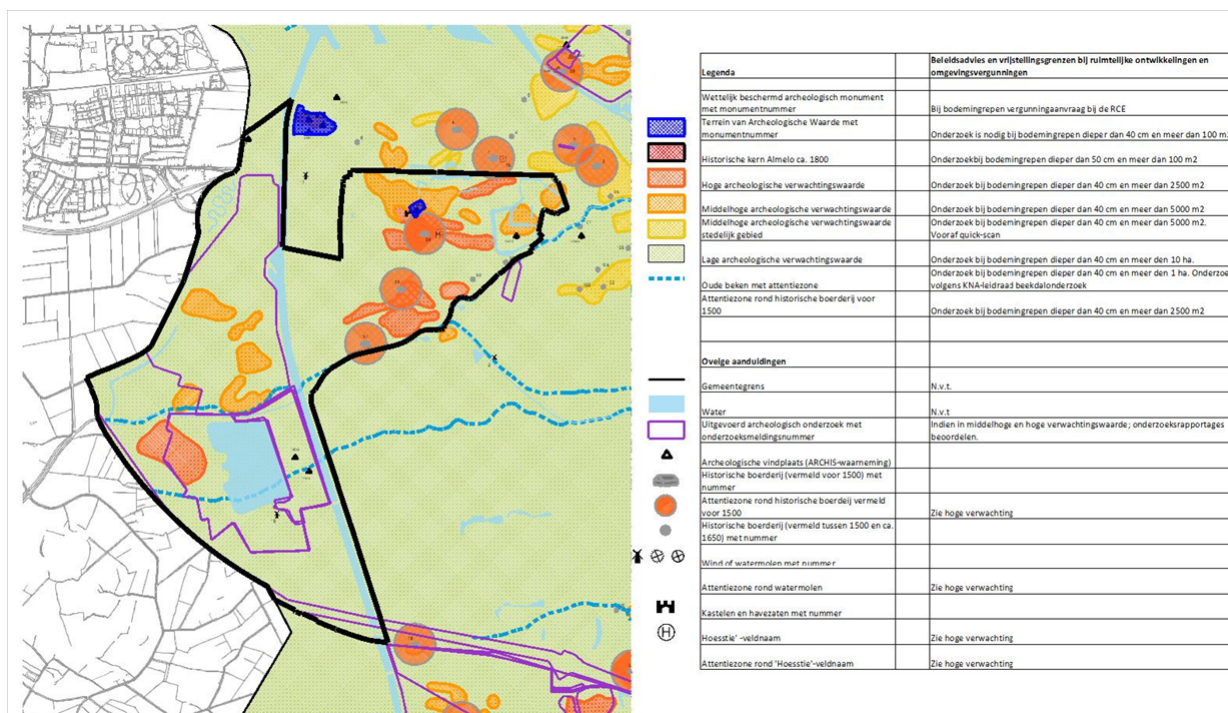 Legenda
Beleidsadvies en vrijstellingsgrenzen bij ruimtelijke ontwikkelingen en
omgevingsvergunningen
Wettelijk beschermd archeologisch monument
met monumentnummer
Bij bodemingrepen vergunningaanvraag bij de RCE
Terrein van Archeologische Waarde met
monumentnummer
Onderzoek is nodig bij bodemingrepen dieper dan 40 cm en meer dan 100 m2
Historische kern Almelo ca. 1800
Onderzoekbij bodemingrepen dieper dan 50 cm en meer dan 100 m2
Hoge archeologische verwachtingswaarde
Onderzoek bij bodemingrepen dieper dan 40 cm en meer dan 2500 m2
Middelhoge archeologische verwachtingswaarde
Onderzoek bij bodemingrepen dieper dan 40 cm en meer dan 5000 m2
Middelhoge archeologische verwachtingswaarde
stedelijk gebied
Onderzoek bij bodemingrepen dieper dan 40 cm en meer dan 5000 m2.
Vooraf quick-scan
Lage archeologische verwachtingswaarde
Onderzoek bij bodemingrepen dieper dan 40 cm en meer den 10 ha.
Oude beken met attentiezone
Onderzoek bij bodemingrepen dieper dan 40 cm en meer den 1 ha. Onderzoe
volgens KNA-leidraad beekdalonderzoek
Attentiezone rond historische boerderij voor
1500
Onderzoek bij bodemingrepen dieper dan 40 cm en meer dan 2500 m2
Ovelge aanduidingen
Gemeentegrens
N.v.t.
Water
N.v.t
Uitgevoerd archeologisch onderzoek met
onderzoeksmeldingsnummer
Indien in middelhoge en hoge verwachtingswaarde; onderzoeksrapportages
beoordelen.
Archeologische vindplaats (ARCHIS-waarneming)
Historische boerderij (vermeld voor 1500) met
nummer
Attentiezone rond historische boerdeij vermeld
voor 1500
Zie hoge verwachting
Historische boerderij (vermeld tussen 1500 en ca.
1650) met nummer
Wind of watermolen met nummer
Attentiezone rond watermolen
Zie hoge verwachting
Kastelen en havezaten met nummer
H
Hoesstie' -veldnaam
Zie hoge verwachting
Attentiezone rond 'Hoesstie'-veldnaam
Zie hoge verwachting